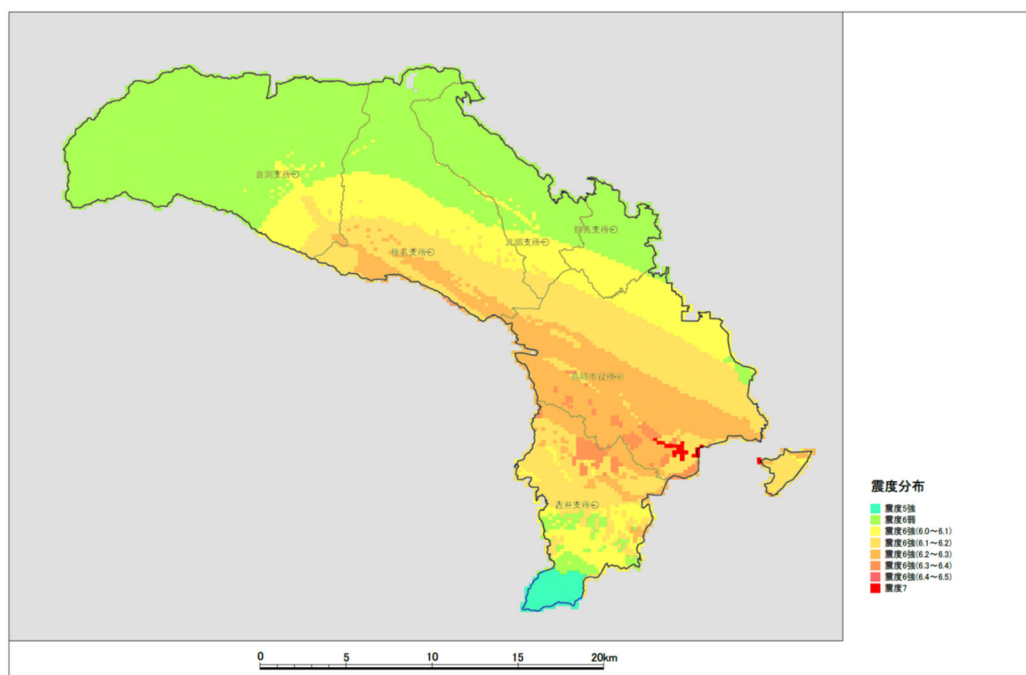 倉渕支所
群馬支所
箕郷支所
榛名支所
高崎市役所
吉井支所
震度分布
震度5強
震度6弱
震度6強(6.0～6.1)
震度6強(6.1～6.2)
震度6強(6.2～6.3)
震度6強(6.3～6.4)
震度6強(6.4～6.5)
震度7
0 5 10 15 20km